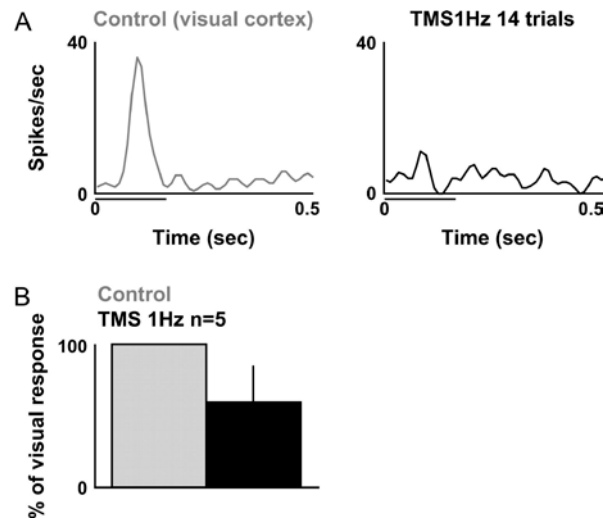 A
Control (visual cortex)
TMS1Hz 14 trials
40
Spikes/sec
0
0
0.5
Time (sec)
40
0
0
0.5
Time (sec)
B
Control
TMS 1Hz n=5
% of visual response
100
0